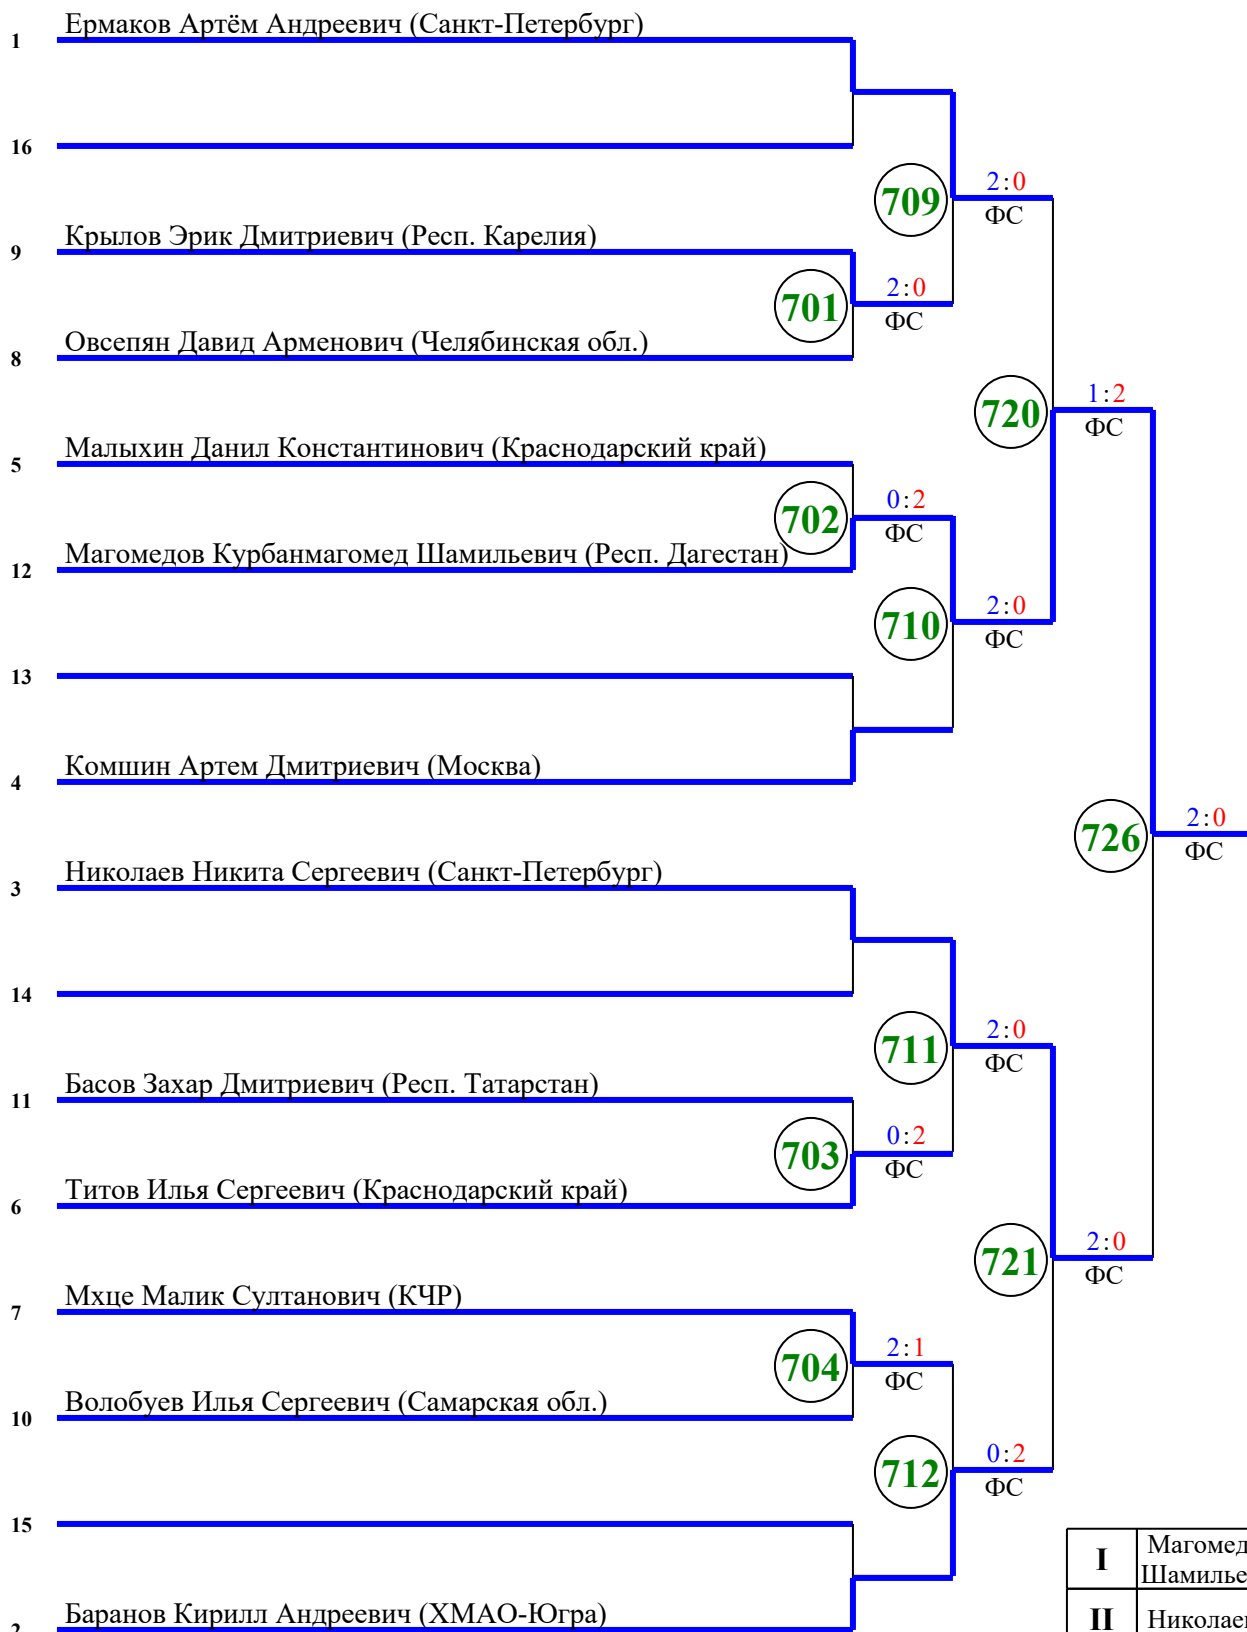 Ермаков Артём Андреевич (Санкт-Петербург)
1
16
2:0
709
ФС
Крылов Эрик Дмитриевич (Респ. Карелия)
9
2:0
701
ФС
Овсепян Давид Арменович (Челябинская обл.)
8
1:2
720
ФС
Малыхин Данил Константинович (Краснодарский край)
5
0:2
702
ФС
Магомедов Курбанмагомед Шамильевич (Респ. Дагестан)
12
2:0
710
ФС
13
Комшин Артем Дмитриевич (Москва)
4
2:0
726
ФС
Николаев Никита Сергеевич (Санкт-Петербург)
3
14
2:0
711
ФС
Басов Захар Дмитриевич (Респ. Татарстан)
11
0:2
703
ФС
Титов Илья Сергеевич (Краснодарский край)
6
2:0
721
ФС
Мхце Малик Султанович (КЧР)
7
2:1
704
ФС
Волобуев Илья Сергеевич (Самарская обл.)
10
0:2
712
ФС
15
I Магомед
Шамилье
Баранов Кирилл Андреевич (ХМАО-Югра)
2
II Николаев